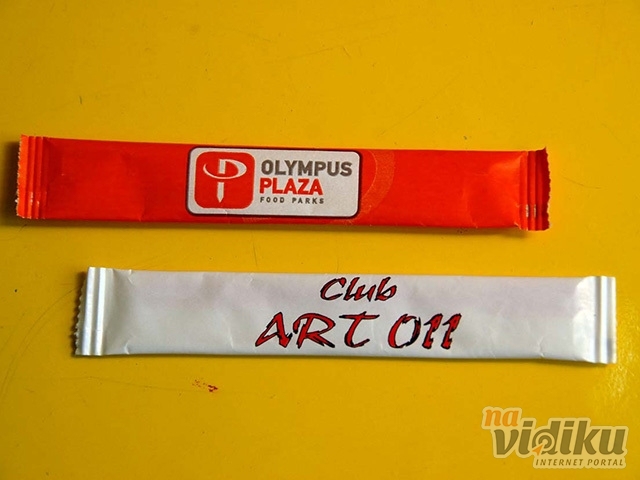 OLYMPUS
PLAZA
FOOD PARKS
Club
ART 011
na
vidiku
INTERNET PORTAL